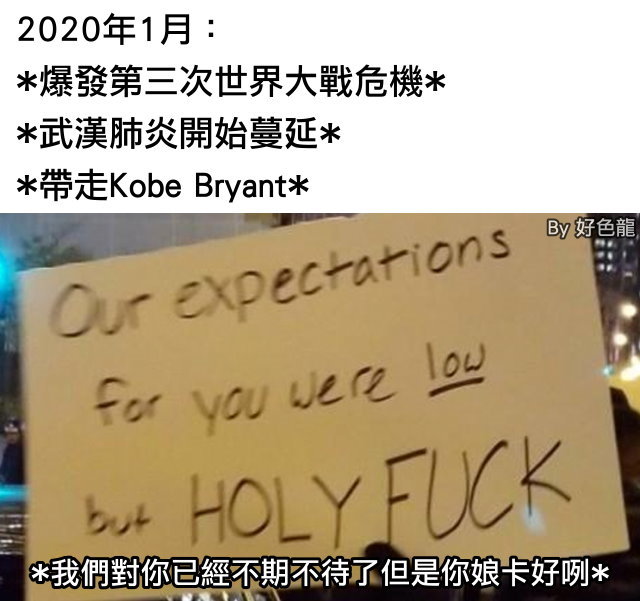 2020年1月：
*爆發第三次世界大戰危機*
*武漢肺炎開始蔓延*
*帶走Kobe Bryant*
By 好色龍
Our expectations
for you were low
but HOLY FUCK
*我們對你已經不期不待了但是你娘卡好咧*